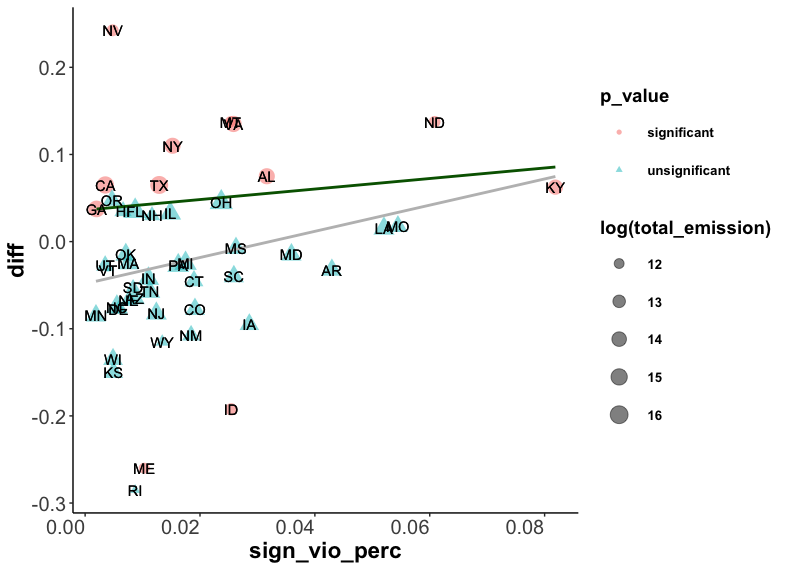 NV
0.2
MT VA ND
NY
0.1
AL
CA TX KY
OR OH
GA HI FL NH IL
LA MO
0.0
MS
OK MD
UT VT MA PA MI AR
IN CT SC
SD TN
NE
NC DE NJ CO
MN IA
-0.1
NM
WY
WI
KS
ID
-0.2
ME
RI
-0.3
0.00 0.02 0.04 0.06 0.08
sign_vio_perc
diff
p_value
significant
unsignificant
log(total_emission)
12
13
14
15
16